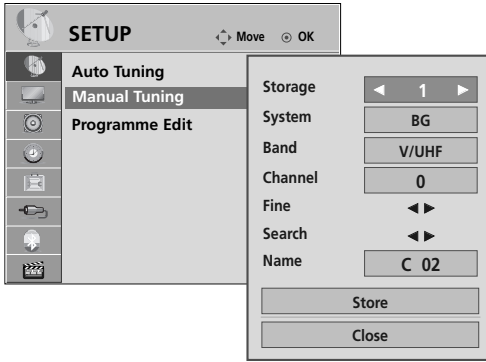 SETUP
Move
OK
Auto Tuning
Manual Tuning
Programme Edit
Storage 1
System BG
Band V/UHF
Channel 0
Fine
Search
Name C 02
Store
Close